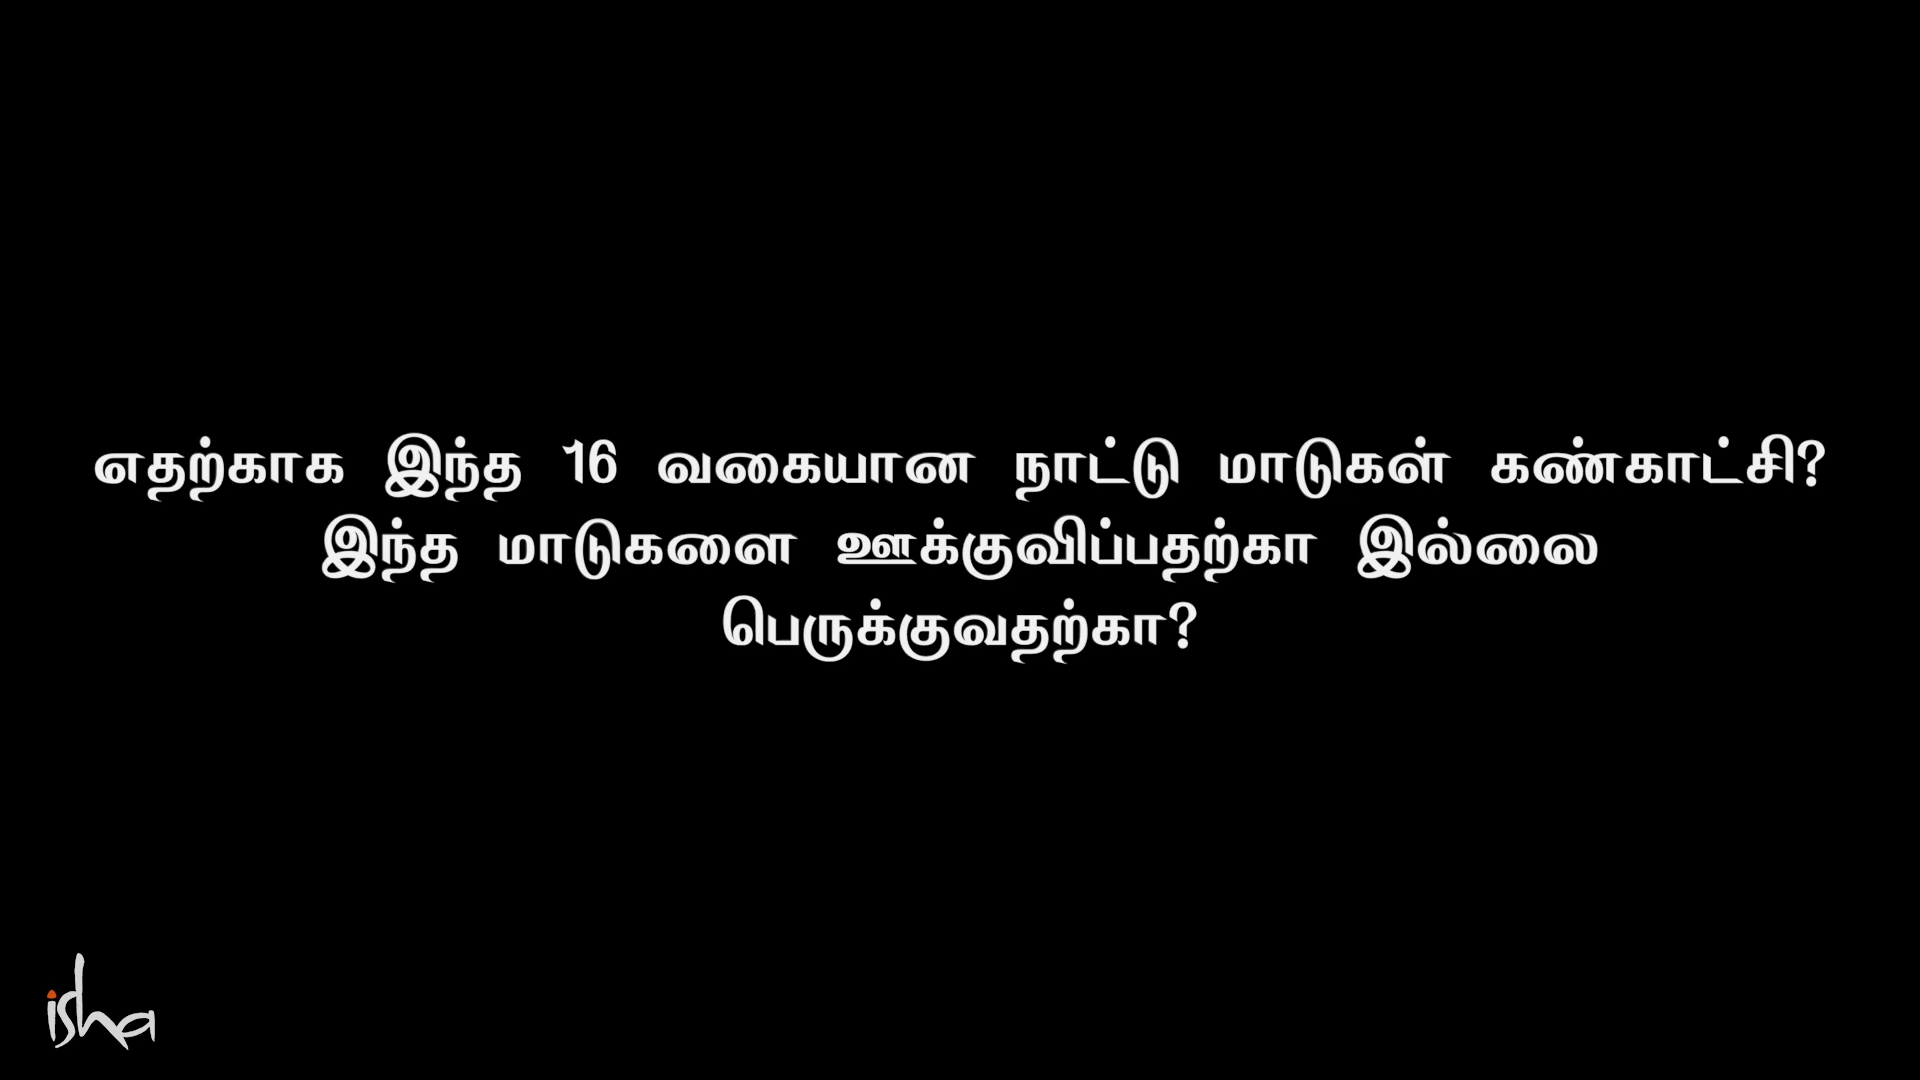 எதற்காக இந்த 16 வகையான நாட்டு மாடுகள் கண்காட்சி?
இந்த மாடுகளை ஊக்குவிப்பதற்கா இல்லை
பெருக்குவதற்கா?
isha